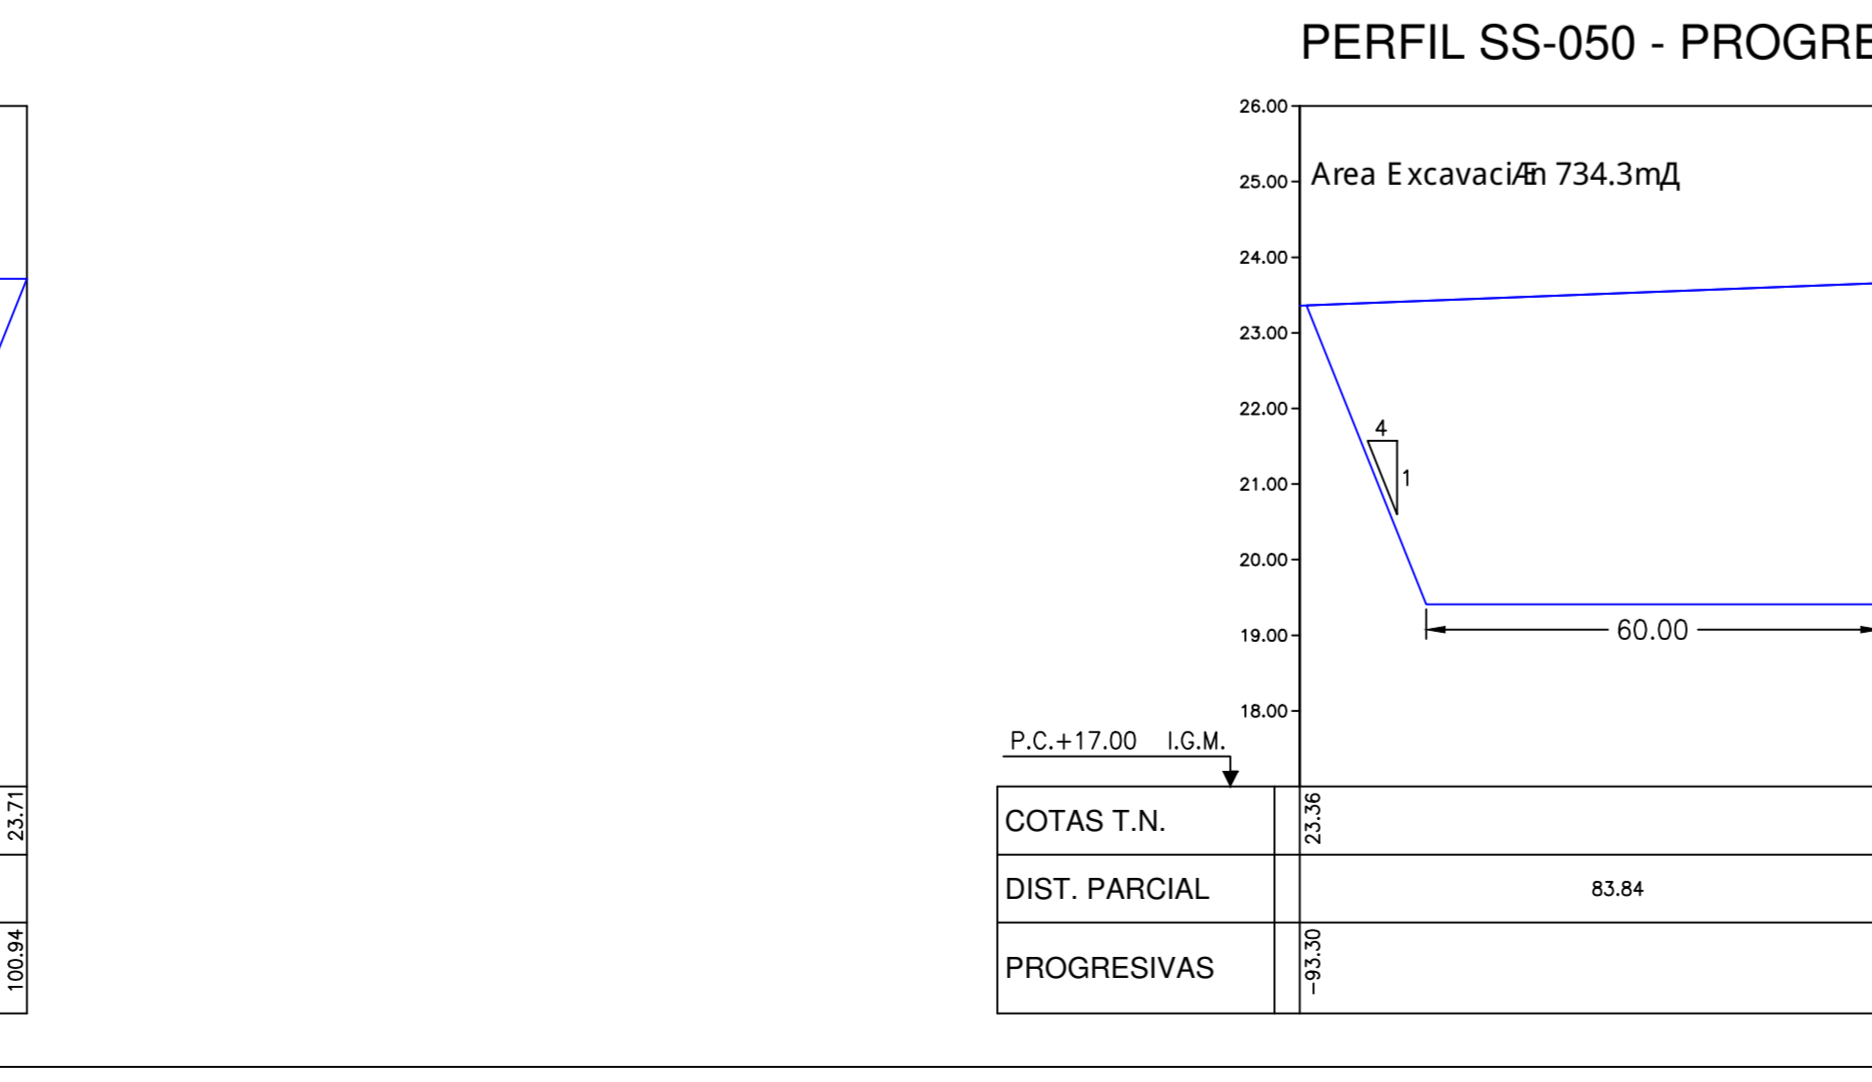 PERFIL SS-050 - PROGRE
26.00
Area ExcavaciÆn 734.3mД
25.00
24.00
23.00
22.00
4
1
21.00
20.00
60.00
19.00
18.00
P.C.+17.00 I.G.M.
23.71
COTAS T.N. 23.36
DIST. PARCIAL 83.84
100.94
PROGRESIVAS -93.30